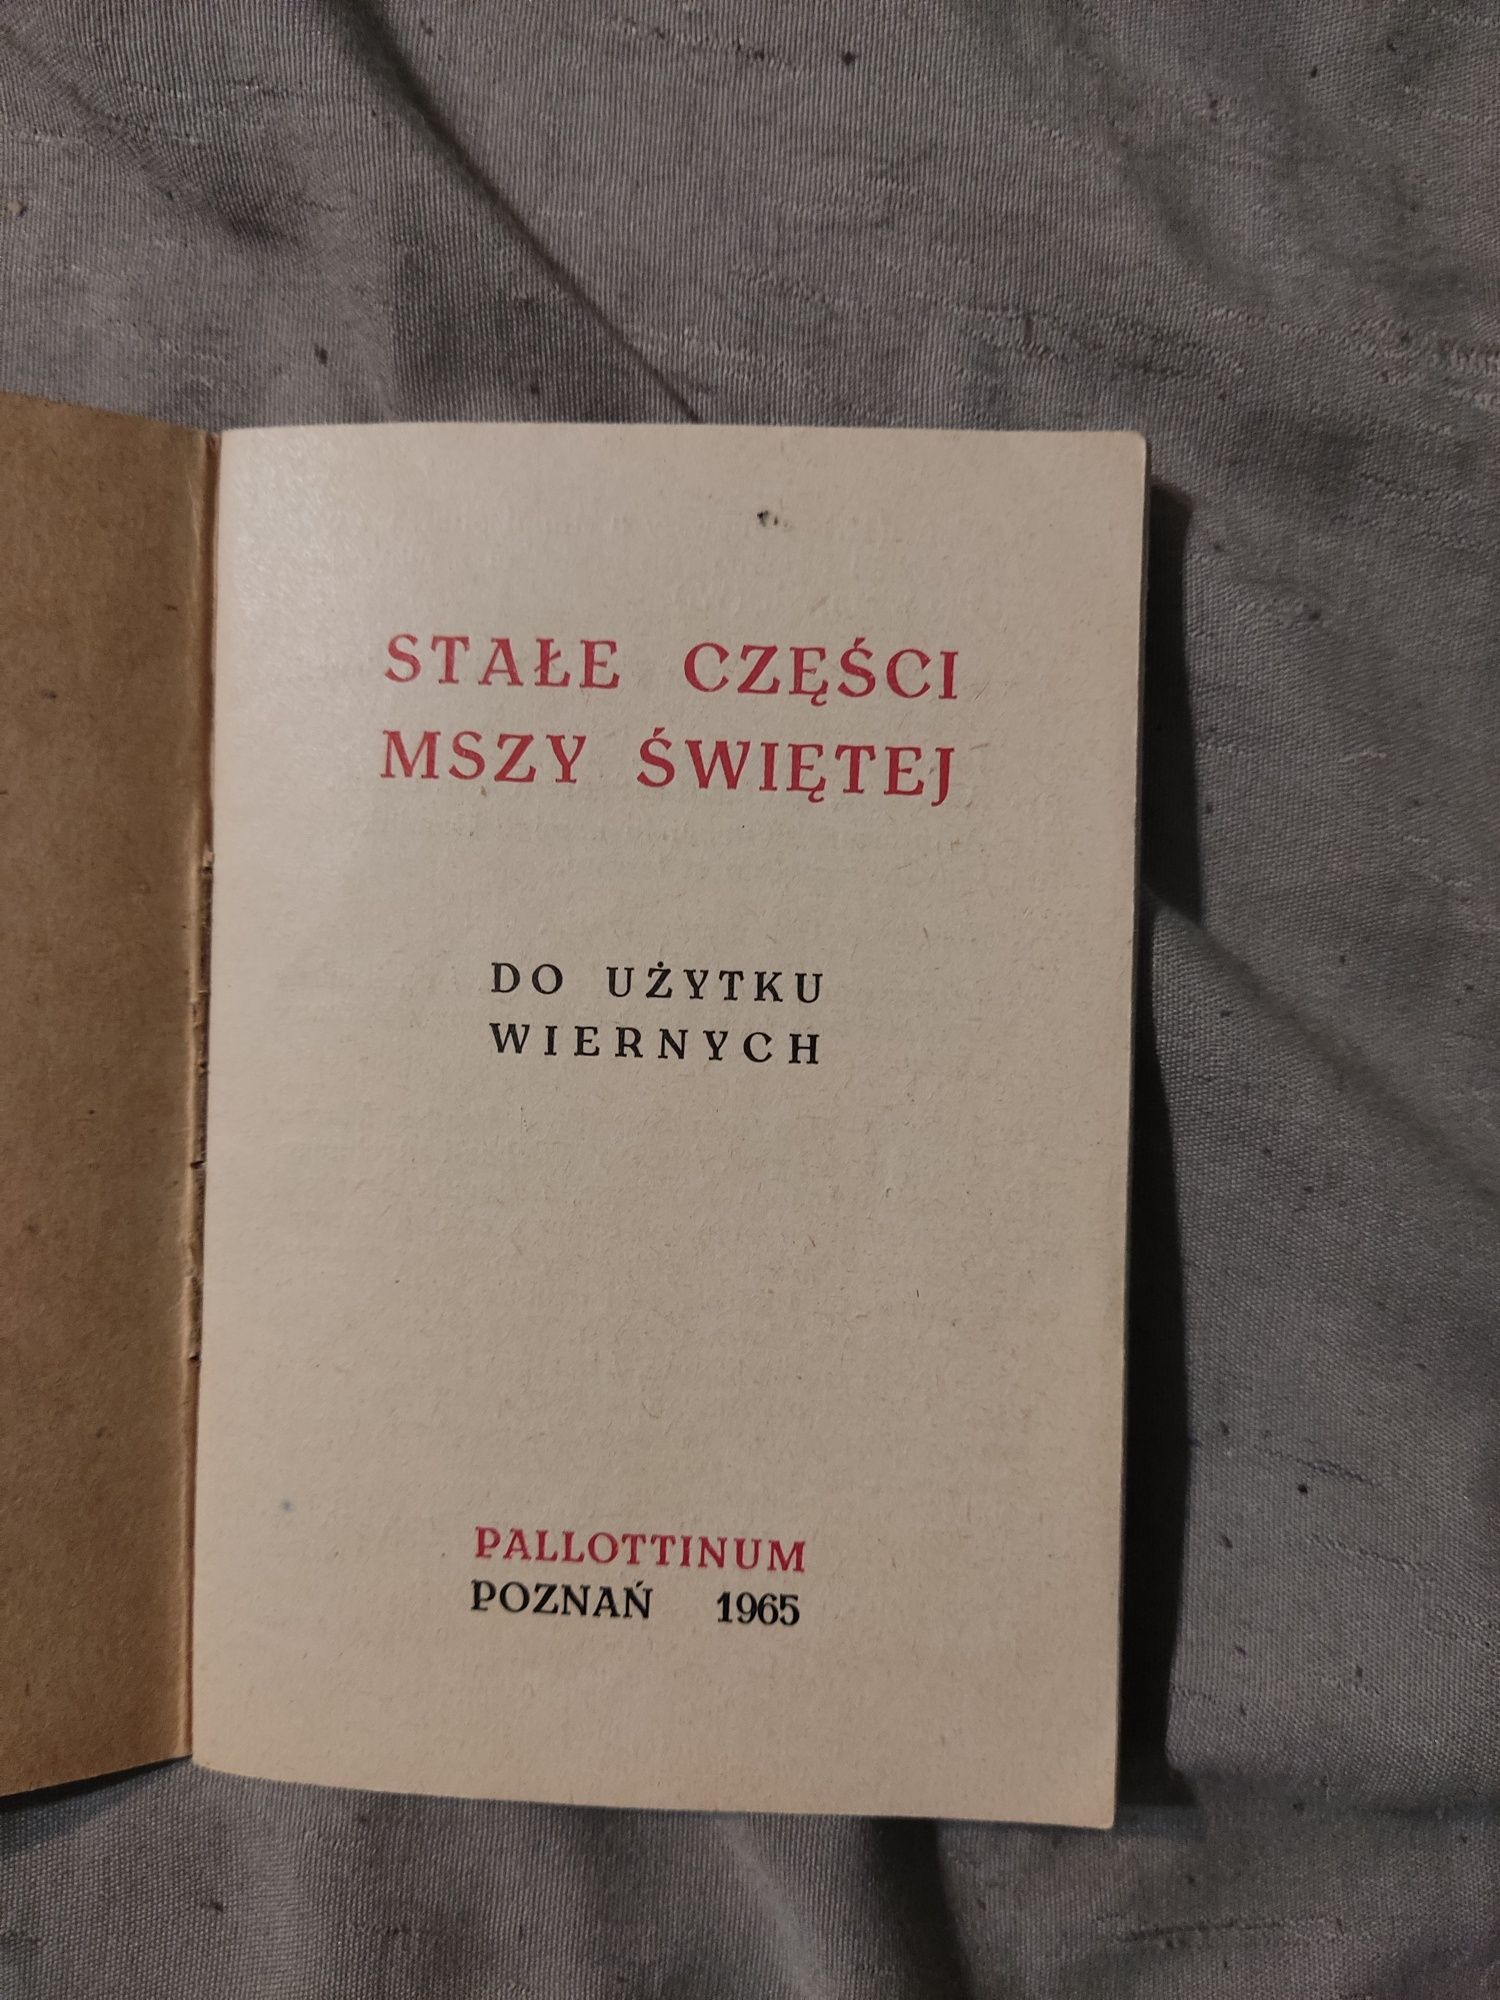 STAŁE CZĘŚCI
MSZY ŚWIĘTEJ
DO UŻYTKU
WIERNYCH
PALLOTTINUM
POZNAŃ 1965